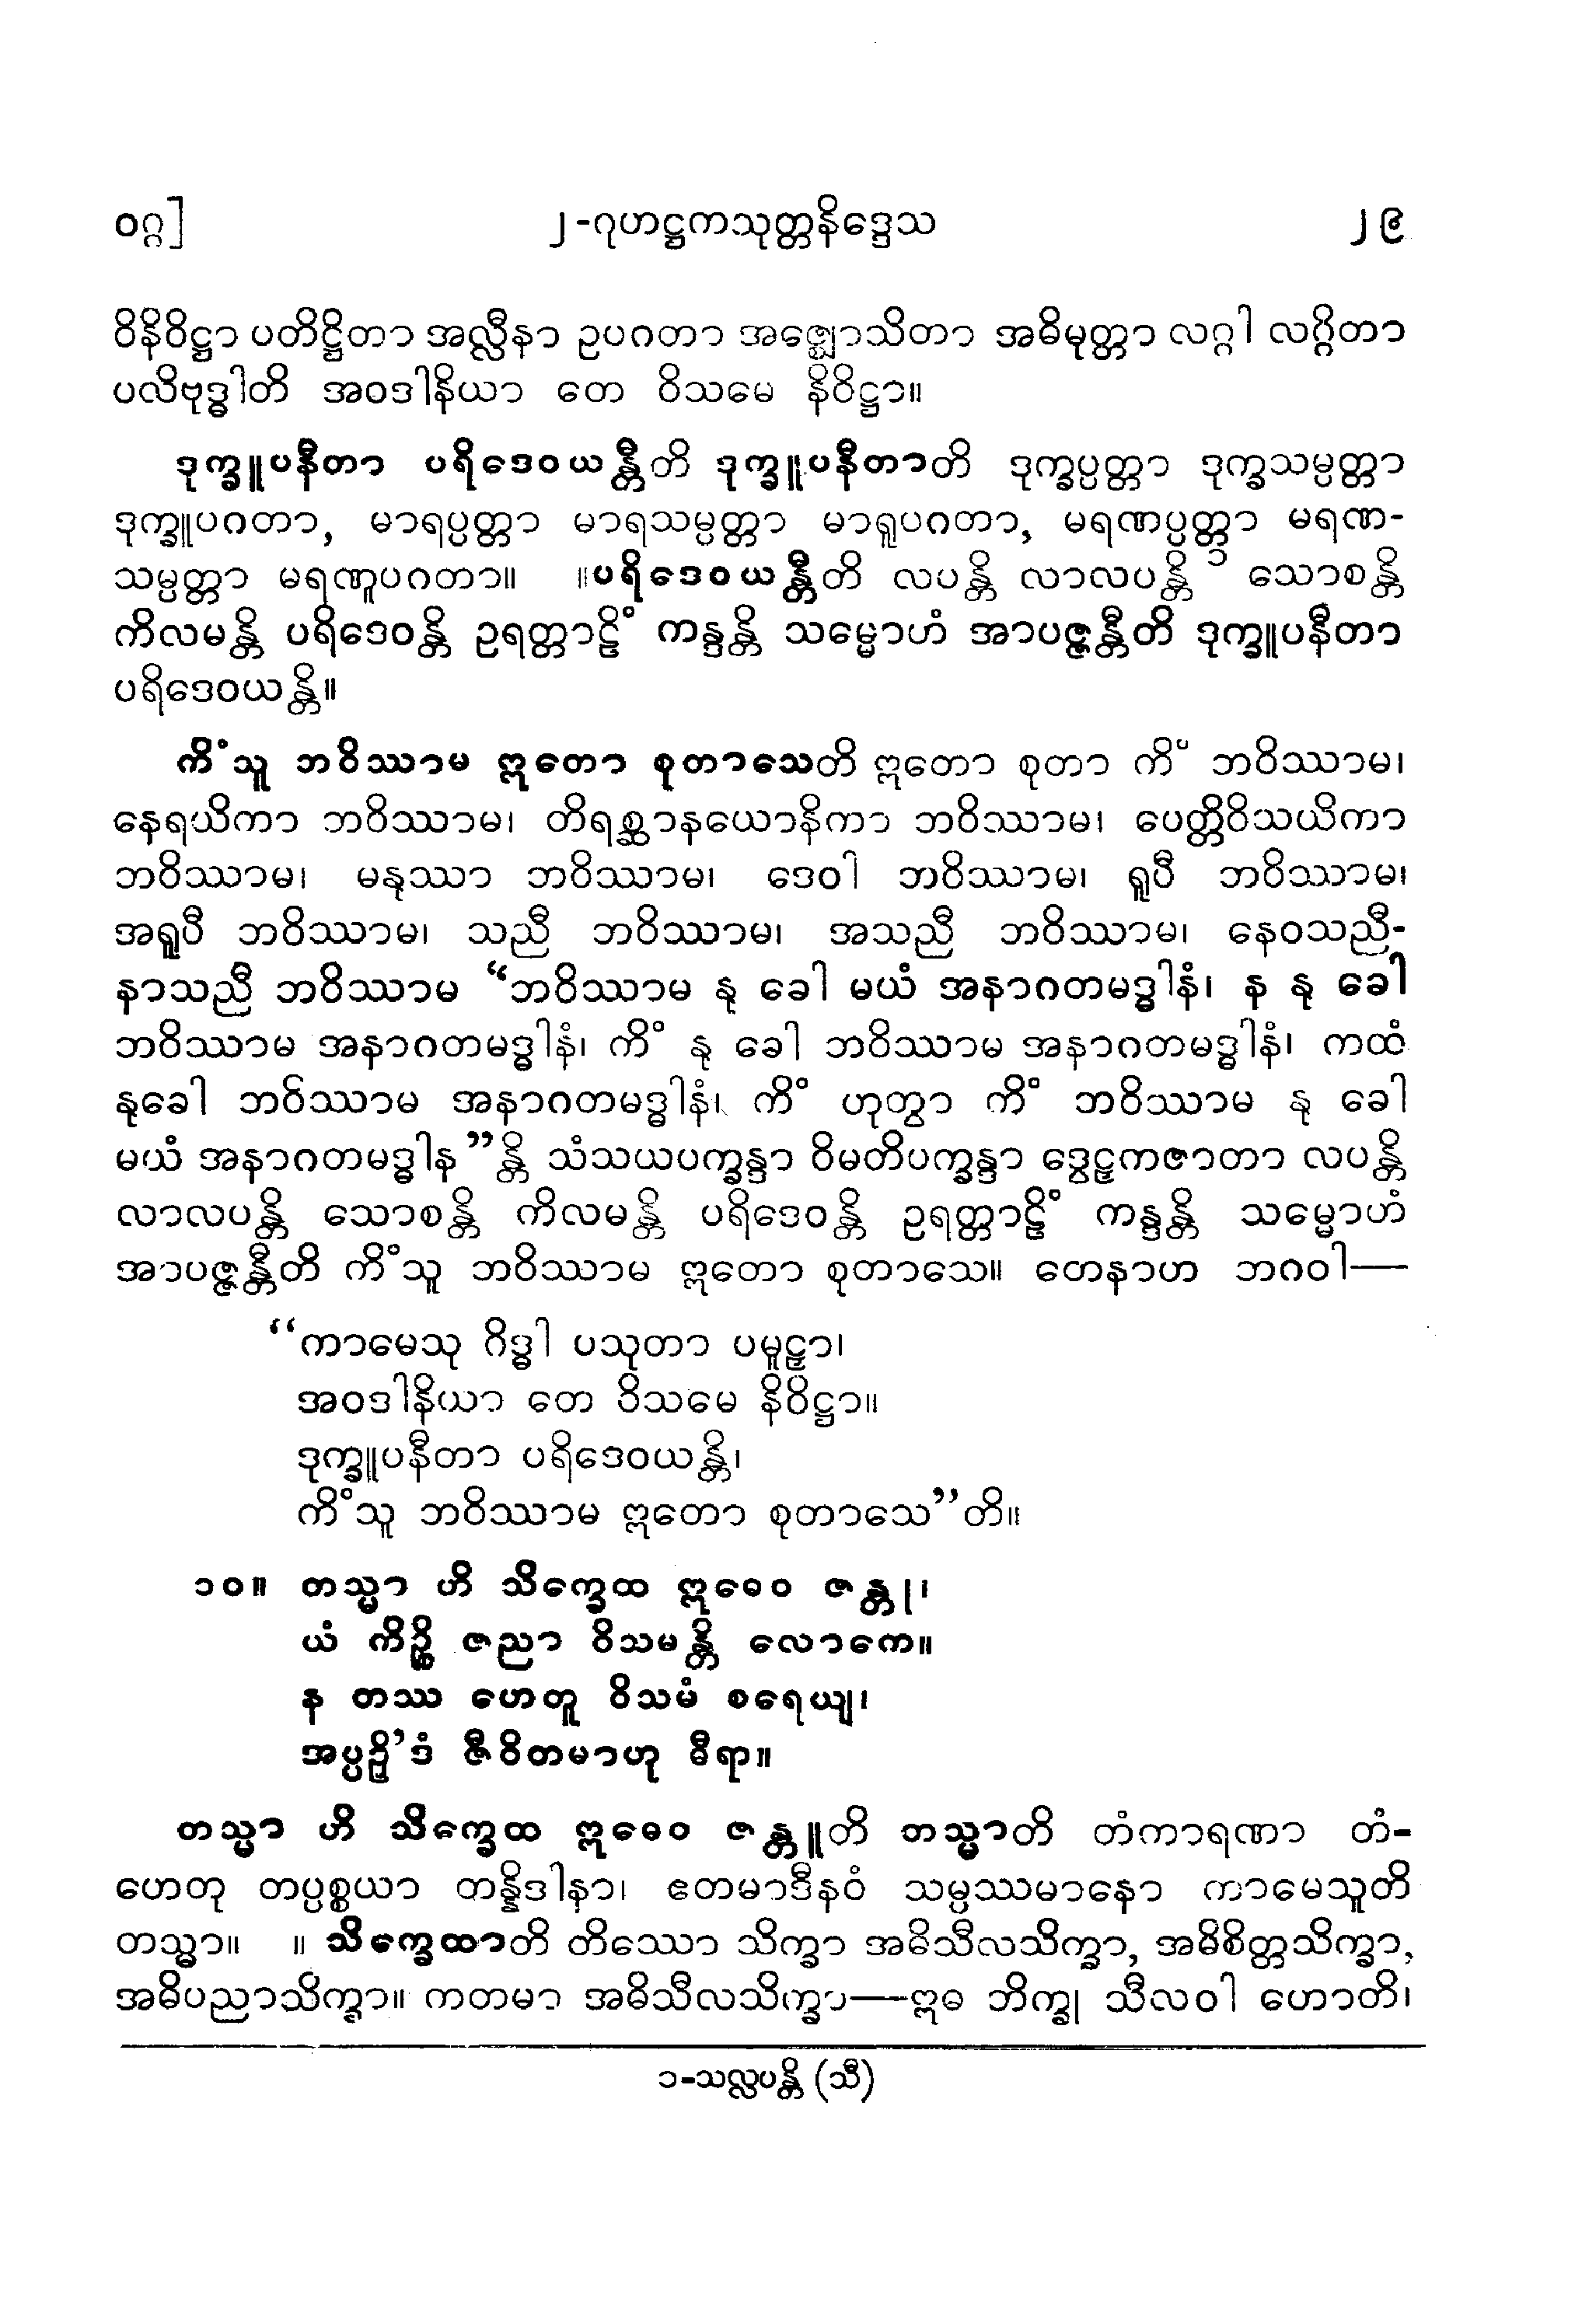 ဝဂ္ဂ] ၂-ဂုဟဋ္ဌကသုတ္တနိဒ္ဒေသ ၂၉
ဝိနိဝိဋ္ဌာ ပတိဋ္ဌိတာ အလ္လီနာ ဥပဂတာ အဇ္ဈောသိတာ အဓိမုတ္တာ လဂ္ဂါ လဂ္ဂိတာ
ပလိဗုဒ္ဓါတိ အဝဒါနိယာ တေ ဝိသမေ နိဝိဋ္ဌာ။
ဒုက္ခူပနီတာ ပရိဒေဝယန္တီတိ ဒုက္ခူပနီတာတိ ဒုက္ခပ္ပတ္တာ ဒုက္ခသမ္ပတ္တာ
ဒုက္ခူပဂတာ, မာရပ္ပတ္တာ မာရသမ္ပတ္တာ မာရူပဂတာ, မရဏပ္ပတ္တာ မရဏ-
သမ္ပတ္တာ မရဏူပဂတာ။ ။ပရိဒေဝယန္တီတိ လပန္တိ လာလပန္တိ ၁ သောစန္တိ
ကိလမန္တိ ပရိဒေဝန္တိ ဥရတ္တာဠိံ ကန္ဒန္တိ သမ္မောဟံ အာပဇ္ဇန္တီတိ ဒုက္ခူပနီတာ
ပရိဒေဝယန္တိ။
ကိံသူ ဘဝိဿာမ ဣတော စုတာသေတိ ဣတော စုတာ ကိံ ဘဝိဿာမ၊
နေရယိကာ ဘဝိဿာမ၊ တိရစ္ဆာနယောနိကာ ဘဝိဿာမ၊ ပေတ္တိဝိသယိကာ
ဘဝိဿာမ၊ မနုဿာ ဘဝိဿာမ၊ ဒေဝါ ဘဝိဿာမ၊ ရူပီ ဘဝိဿာမ၊
အရူပီ ဘဝိဿာမ၊ သညီ ဘဝိဿာမ၊ အသညီ ဘဝိဿာမ၊ နေဝသညီ-
နာသညီ ဘဝိဿာမ “ဘဝိဿာမ နု ခေါ မယံ အနာဂတမဒ္ဓါနံ၊ န နု ခေါ
ဘဝိဿာမ အနာဂတမဒ္ဓါနံ၊ ကိံ နု ခေါ ဘဝိဿာမ အနာဂတမဒ္ဓါနံ၊ ကထံ
နုခေါ ဘဝိဿာမ အနာဂတမဒ္ဓါနံ၊ ကိံ ဟုတွာ ကိံ ဘဝိဿာမ နု ခေါ
မယံ အနာဂတမဒ္ဓါန”န္တိ သံသယပက္ခန္ဒာ ဝိမတိပက္ခန္ဒာ ဒွေဠှကဇာတာ လပန္တိ
လာလပန္တိ သောစန္တိ ကိလမန္တိ ပရိဒေဝန္တိ ဥရတ္တာဠိံ ကန္ဒန္တိ သမ္မောဟံ
အာပဇ္ဇန္တီတိ ကိံသူ ဘဝိဿာမ ဣတော စုတာသေ။ တေနာဟ ဘဂဝါ—
“ကာမေသု ဂိဒ္ဓါ ပသုတာ ပမူဠှာ၊
အဝဒါနိယာ တေ ဝိသမေ နိဝိဋ္ဌာ။
ဒုက္ခူပနီတာ ပရိဒေဝယန္တိ၊
ကိံသူ ဘဝိဿာမ ဣတော စုတာသေ”တိ။
၁၀။ တသ္မာ ဟိ သိက္ခေထ ဣဓေဝ ဇန္တု၊
ယံ ကိဉ္စိ ဇညာ ဝိသမန္တိ လောကေ။
န တဿ ဟေတူ ဝိသမံ စရေယျ၊
အပ္ပဉှိ’ဒံ ဇီဝိတမာဟု ဓီရာ။
တသ္မာ ဟိ သိက္ခေထ ဣဓေဝ ဇန္တူတိ တသ္မာတိ တံကာရဏာ တံ-
ဟေတု တပ္ပစ္စယာ တန္နိဒါနာ၊ ဧတမာဒီနဝံ သမ္ပဿမာနော ကာမေသူတိ
တသ္မာ။ ။ သိက္ခေထာတိ တိဿော သိက္ခာ အဓိသီလသိက္ခာ, အဓိစိတ္တသိက္ခာ,
အဓိပညာသိက္ခာ။ ကတမာ အဓိသီလသိက္ခာ—ဣဓ ဘိက္ခု သီလဝါ ဟောတိ၊
၁-သလ္လပန္တိ (သီ)